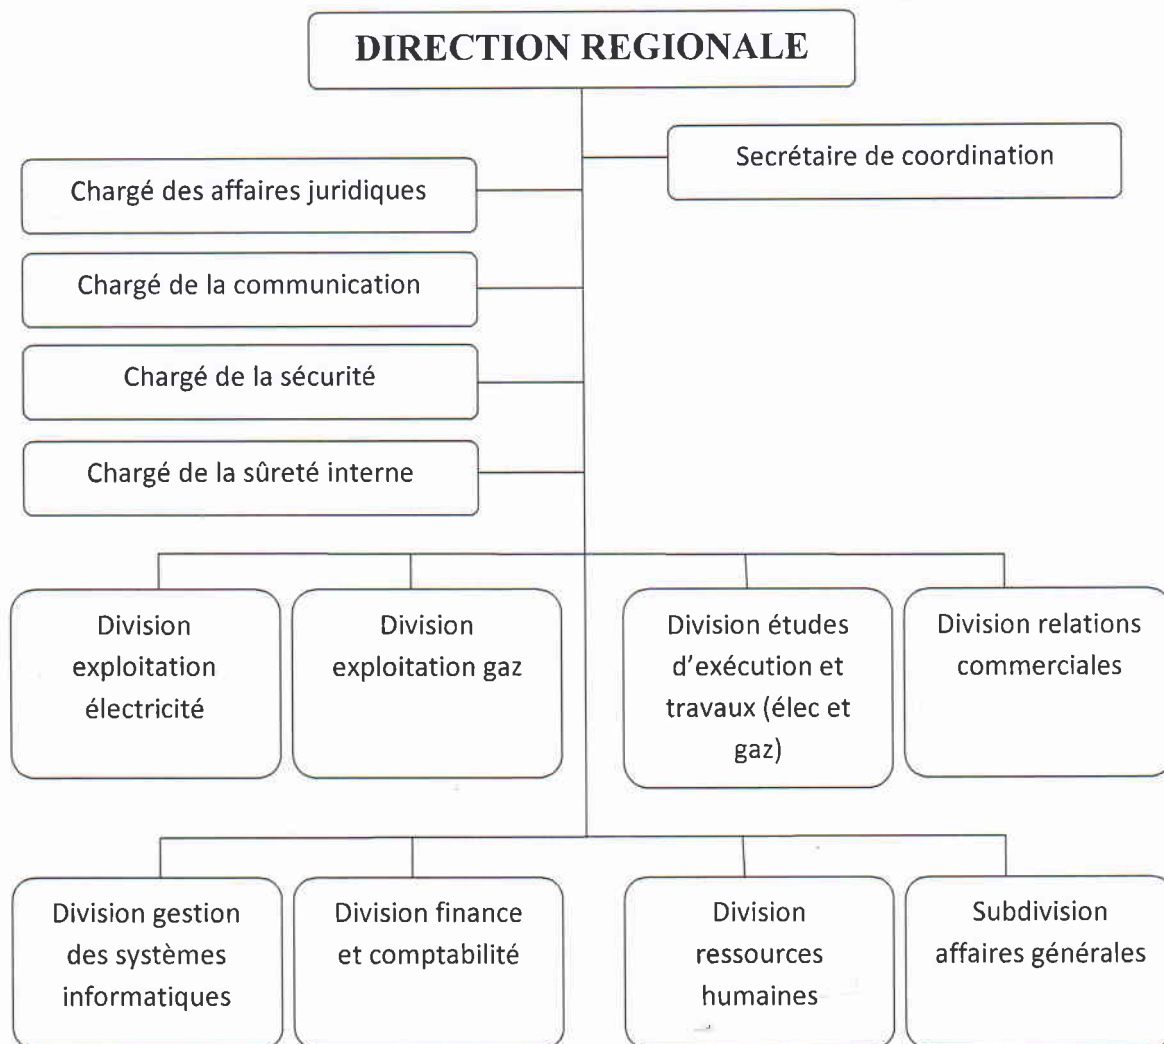 DIRECTION REGIONALE
Secrétaire de coordination
Chargé des affaires juridiques
Chargé de la communication
Chargé de la sécurité
Chargé de la sûreté interne
Division
exploitation
électricité
Division
exploitation gaz
Division études
d’exécution et
travaux (élec et
gaz)
Division relations
commerciales
Division gestion
des systèmes
informatiques
Division finance
et comptabilité
Division
ressources
humaines
Subdivision
affaires générales